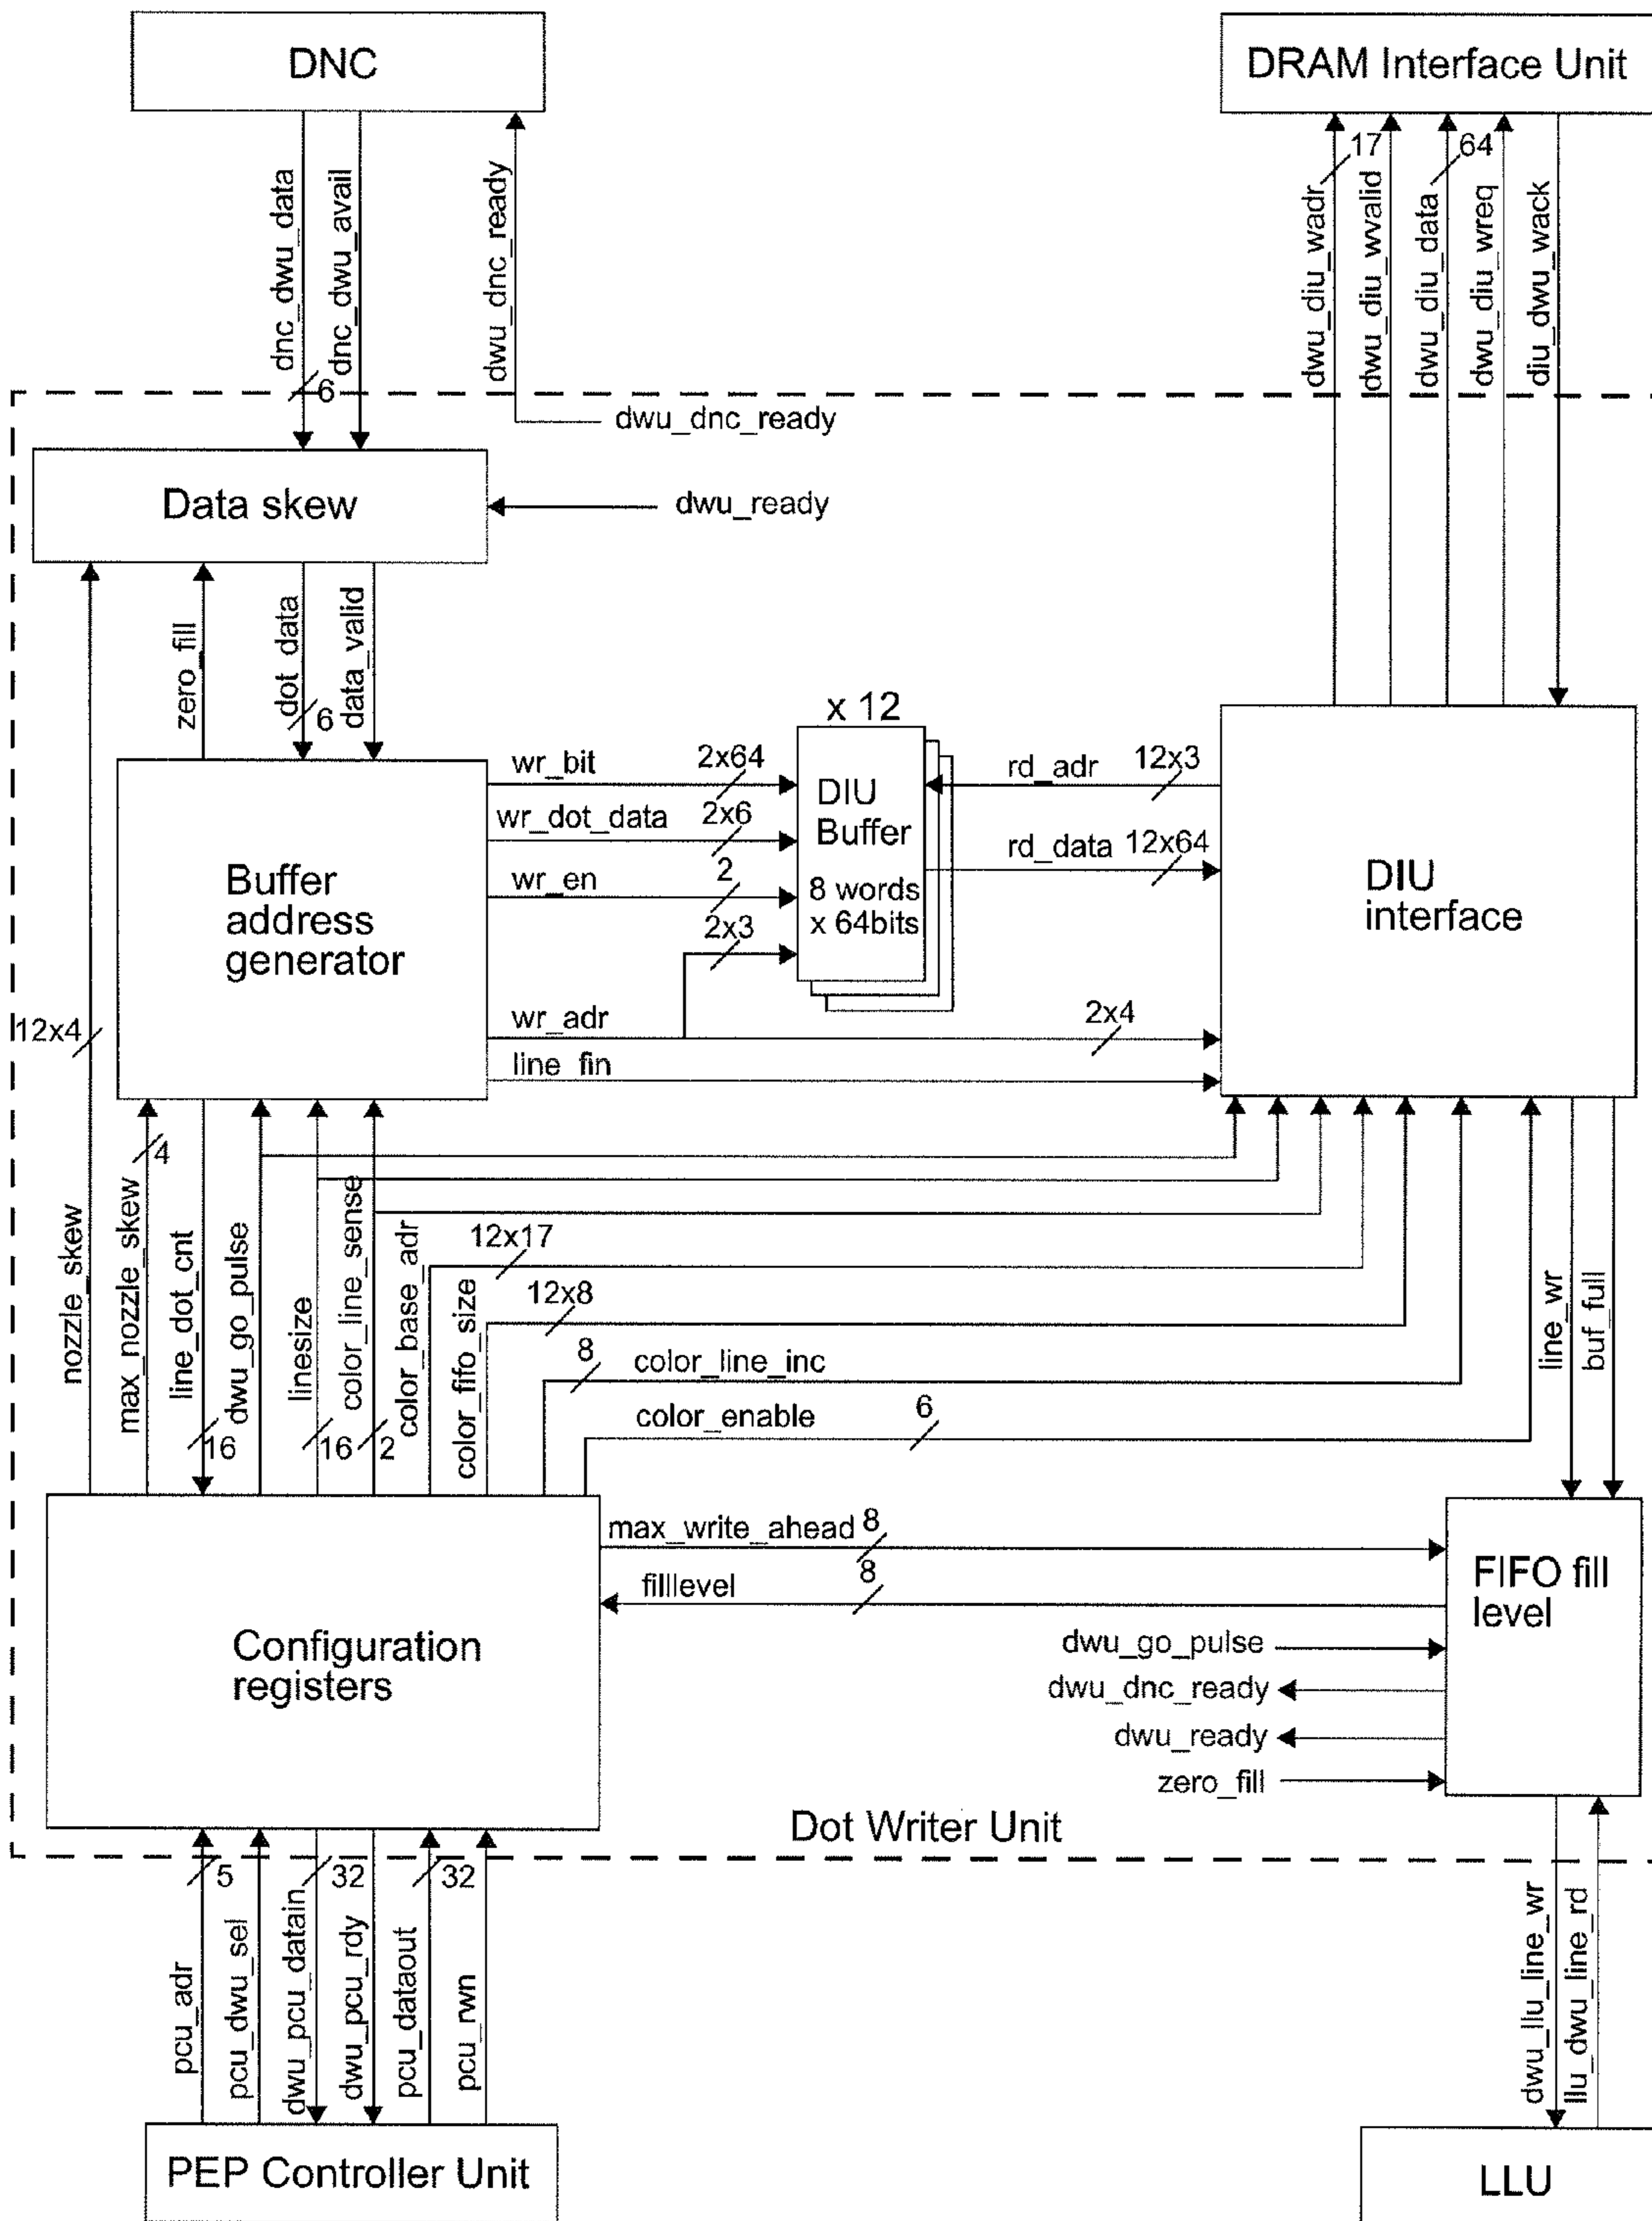 DNC
DRAM Interface Unit
dnc_dwu_data
6
dnc_dwu_avail
dwu_dnc_ready
dwu_diu_wadr
17
dwu_diu_wvalid
dwu_diu_data
64
dwu_diu_wreq
diu_dwu_wack
dwu_dnc_ready
Data skew
dwu_ready
zero_fill
dot_data
6
data_valid
x 12
wr_bit
2x64
wr_dot_data
2x6
wr_en
2
2x3
wr_adr
2x4
line_fin
DIU
Buffer
8 words
x 64bits
rd_adr
12x3
rd_data
12x64
Buffer
address
generator
DIU
interface
12x4
nozzle_skew
4
max_nozzle_skew
line_dot_cnt
16
dwu_go_pulse
linesize
16
color_line_sense
2
color_base_adr
12x17
color_fifo_size
12x8
8
color_line_inc
color_enable
6
line_wr
buf_full
max_write_ahead
8
filllevel
8
Configuration
registers
FIFO fill
level
dwu_go_pulse
dwu_dnc_ready
dwu_ready
zero_fill
Dot Writer Unit
pcu_adr
5
pcu_dwu_sel
dwu_pcu_datain
32
dwu_pcu_rdy
pcu_dataout
32
pcu_rwn
dwu_llu_line_wr
llu_dwu_line_rd
PEP Controller Unit
LLU